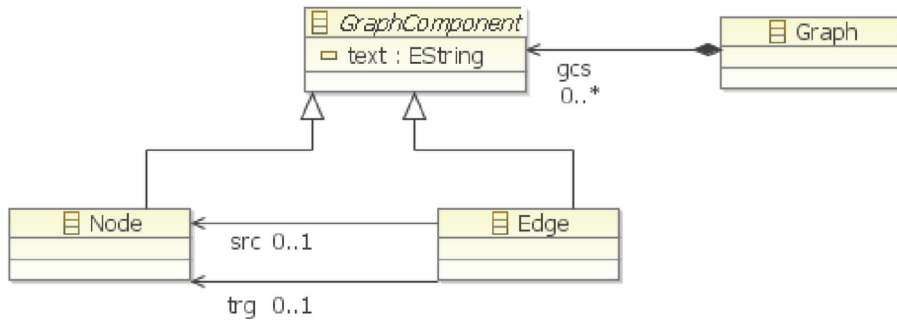 GraphComponent
text : EString
Graph
gcs
0..*
Node
Edge
src 0..1
trg 0..1